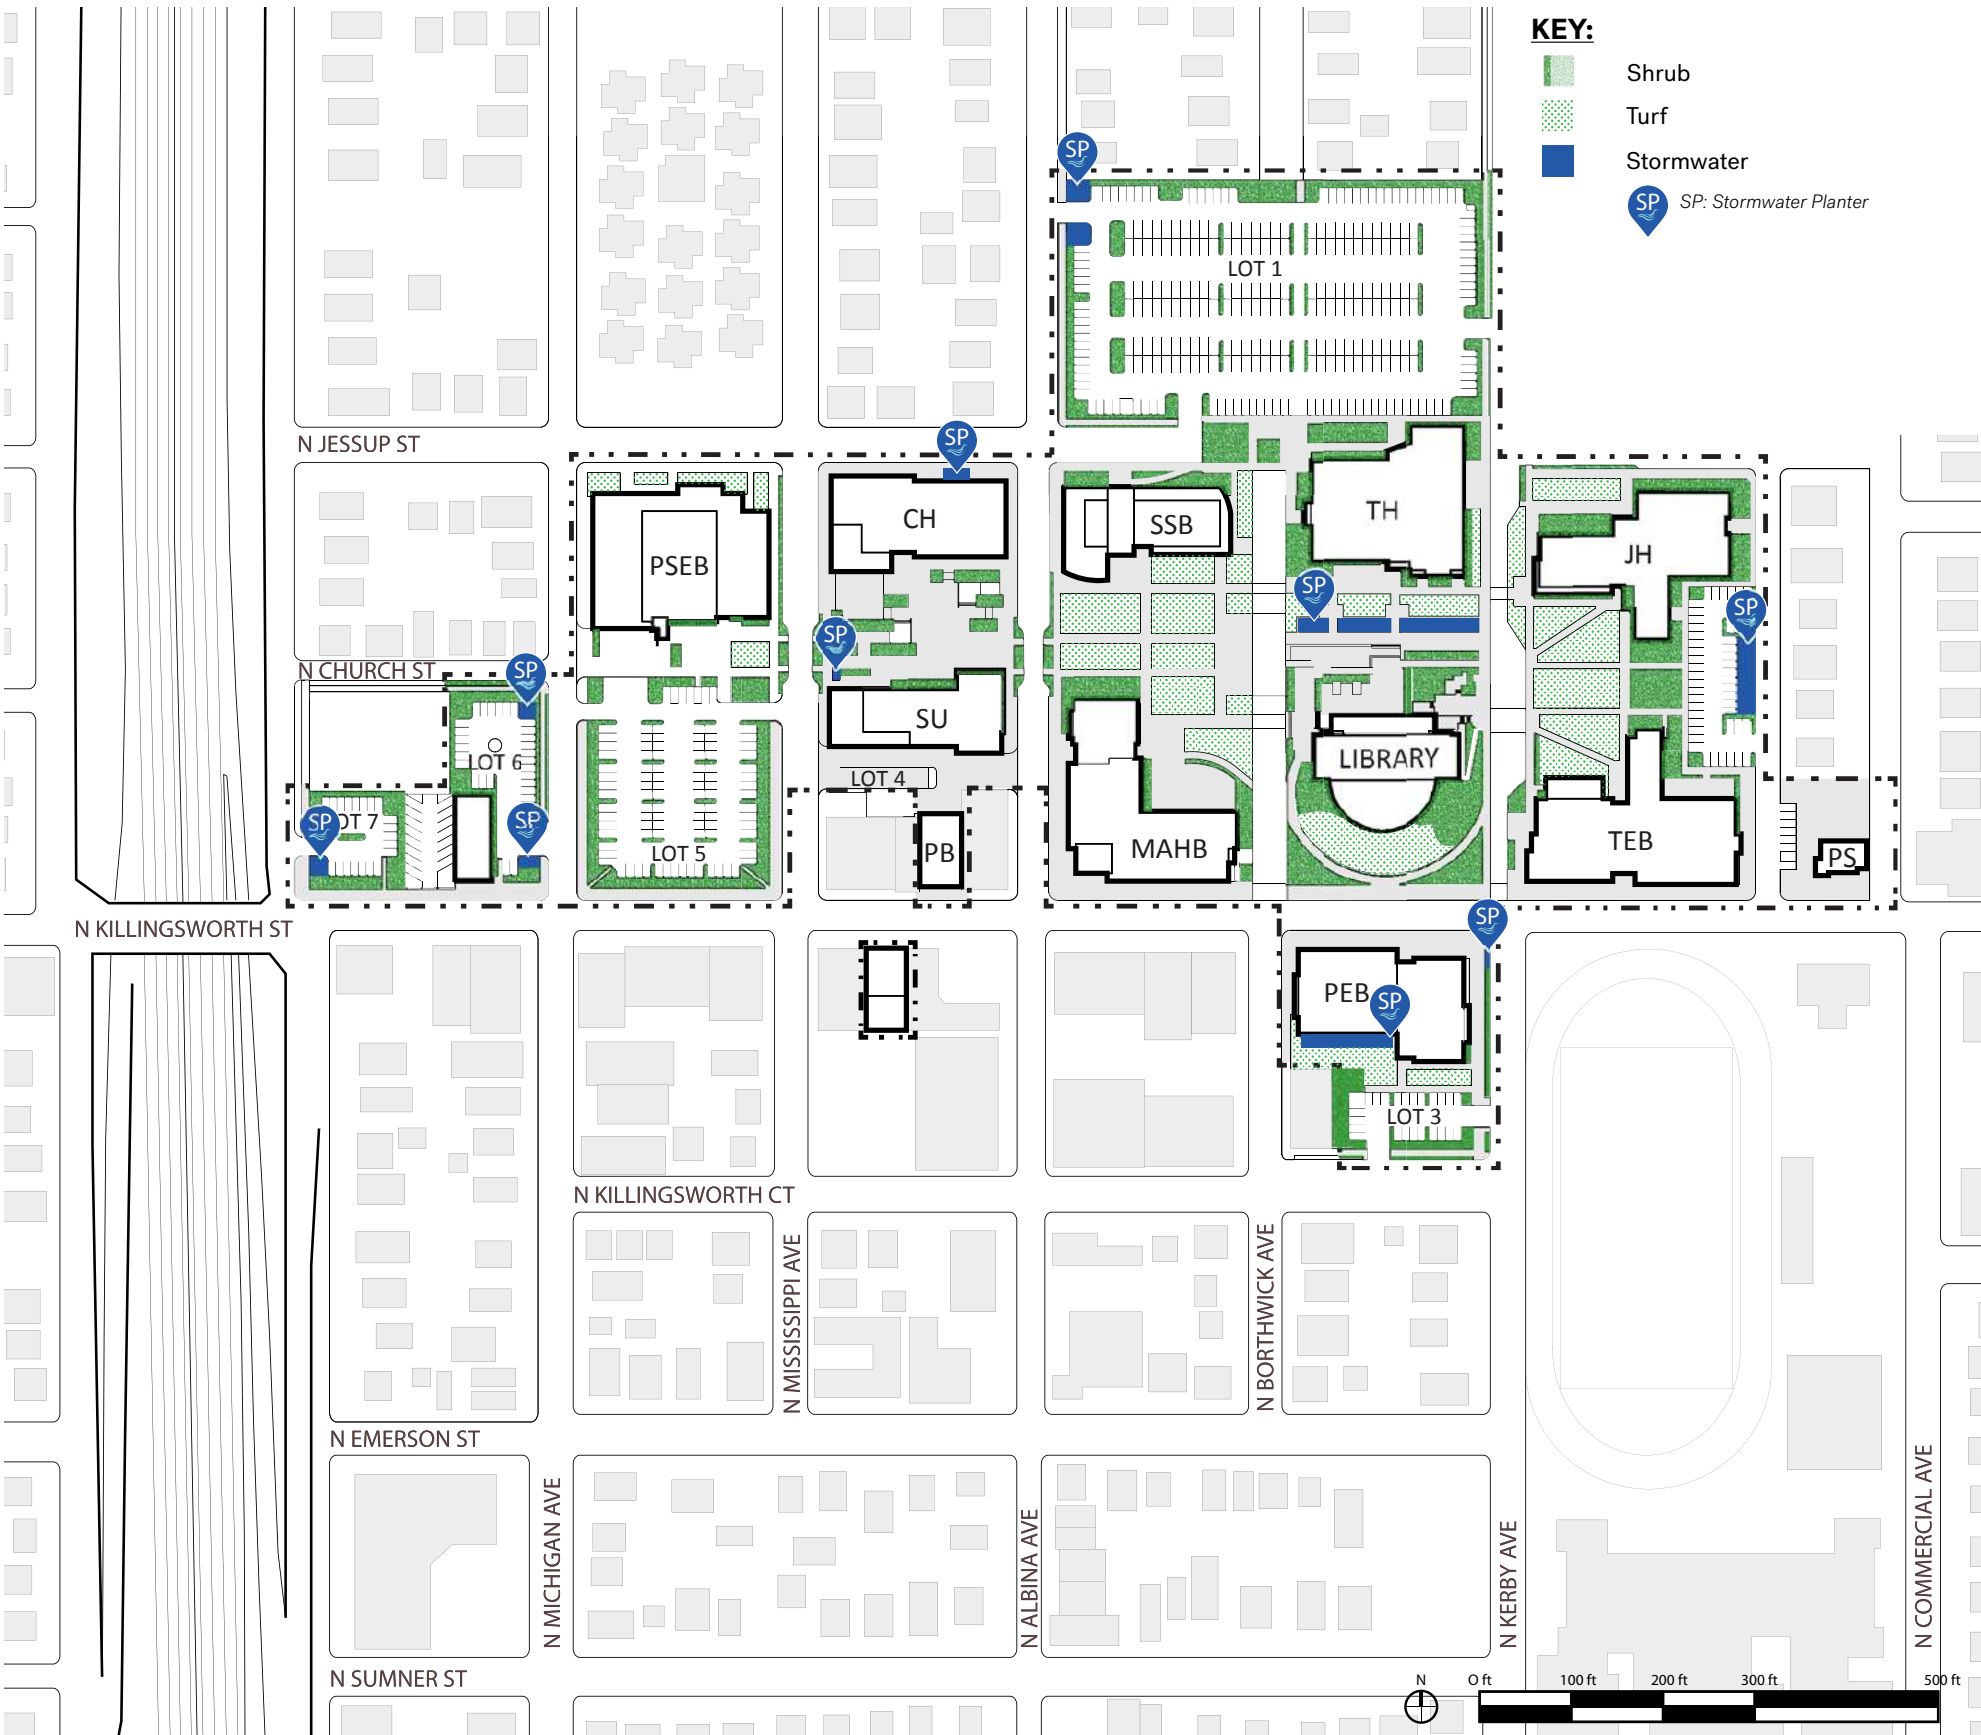 KEY:
Shrub
Turf
Stormwater
SP
SP: Stormwater Planter
SP
LOT 1
N JESSUP ST
SP
PSEB
CH
SSB
TH
JH
SP
SP
SP
N CHURCH ST
SP
SU
LOT 6
LOT 4
LIBRARY
SP
LOT 7
SP
LOT 5
PB
MAHB
TEB
PS
N KILLINGSWORTH ST
SP
PEB
SP
LOT 3
N KILLINGSWORTH CT
N MISSISSIPPI AVE
N BORTHWICK AVE
N EMERSON ST
N MICHIGAN AVE
N ALBINA AVE
N KERBY AVE
N COMMERCIAL AVE
N SUMNER ST
N
0 ft
100 ft
200 ft
300 ft
500 ft